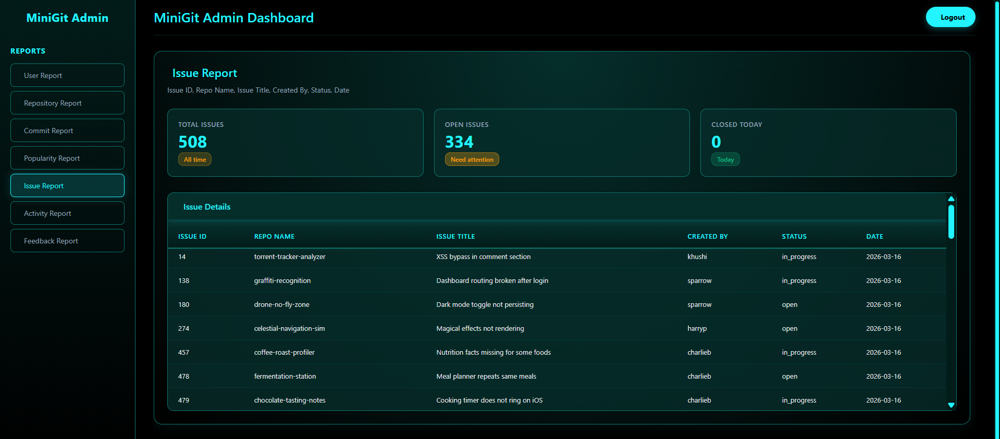 MiniGit Admin
REPORTS
User Report
Repository Report
Commit Report
Popularity Report
Issue Report
Activity Report
Feedback Report
MiniGit Admin Dashboard
Logout
Issue Report
Issue ID, Repo Name, Issue Title, Created By, Status, Date
TOTAL ISSUES
508
All time
OPEN ISSUES
334
Need attention
CLOSED TODAY
0
Today
Issue Details
ISSUE ID REPO NAME ISSUE TITLE CREATED BY STATUS DATE
14 torrent-tracker-analyzer XSS bypass in comment section khushi in_progress 2026-03-16
138 graffiti-recognition Dashboard routing broken after login sparrow in_progress 2026-03-16
180 drone-no-fly-zone Dark mode toggle not persisting sparrow open 2026-03-16
274 celestial-navigation-sim Magical effects not rendering harryp open 2026-03-16
457 coffee-roast-profiler Nutrition facts missing for some foods charlieb in_progress 2026-03-16
478 fermentation-station Meal planner repeats same meals charlieb open 2026-03-16
479 chocolate-tasting-notes Cooking timer does not ring on iOS charlieb in_progress 2026-03-16